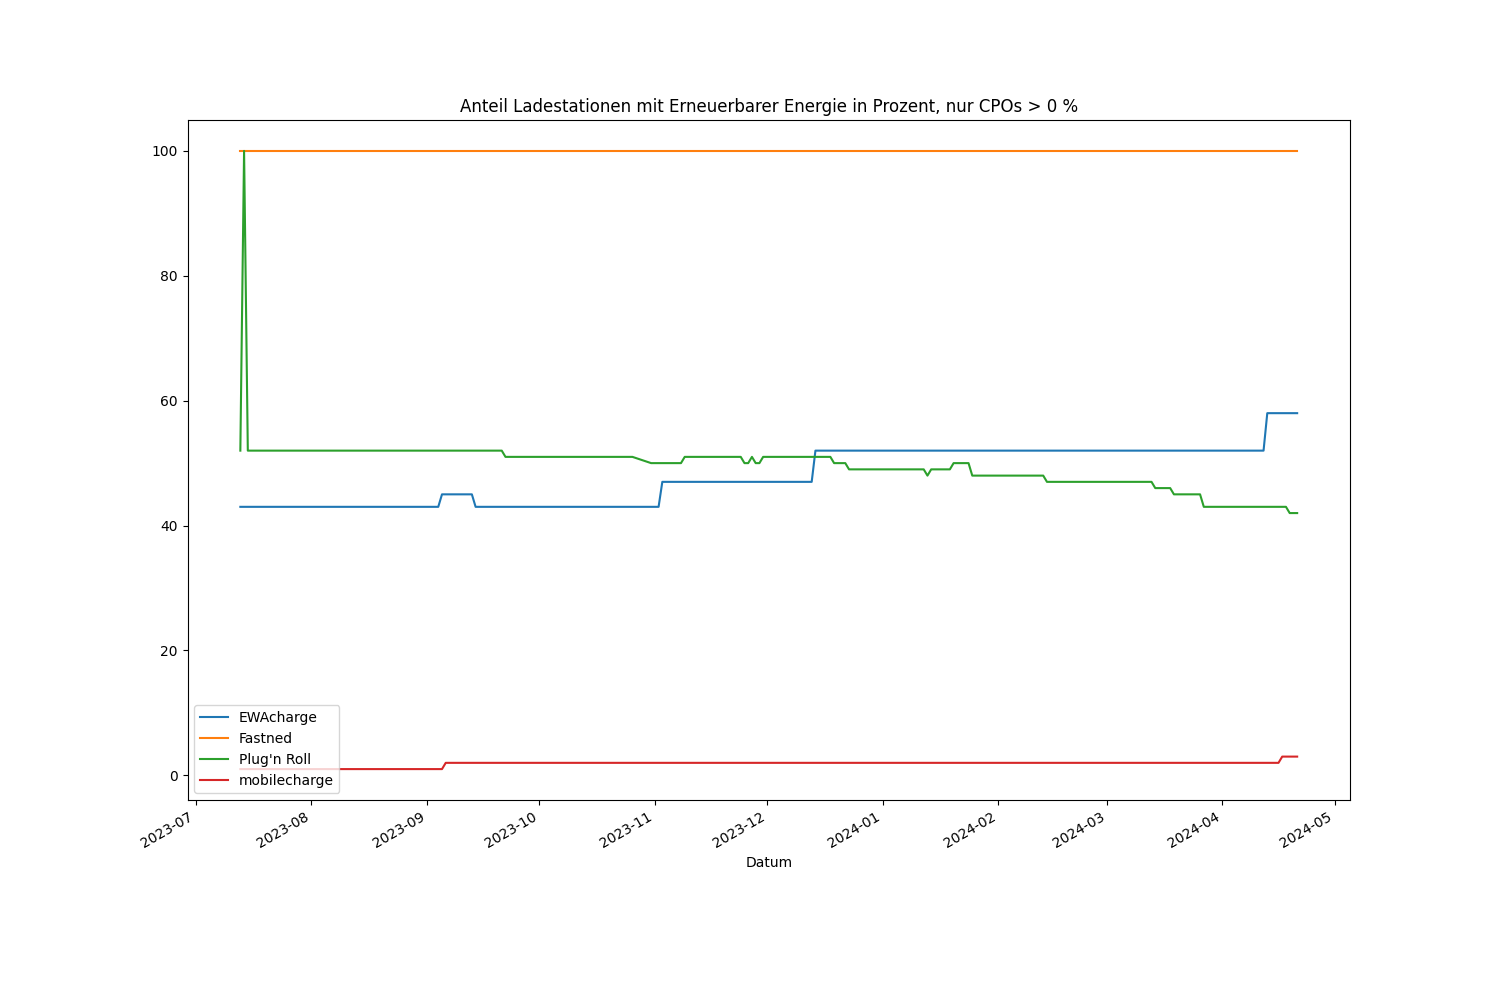 Anteil Ladestationen mit Erneuerbarer Energie in Prozent, nur CPOs > 0 %
100
80
60
40
20
0
EWAcharge
Fastned
Plug'n Roll
mobilecharge
2023-07
2023-08
2023-09
2023-10
2023-11
2023-12
2024-01
2024-02
2024-03
2024-04
2024-05
Datum